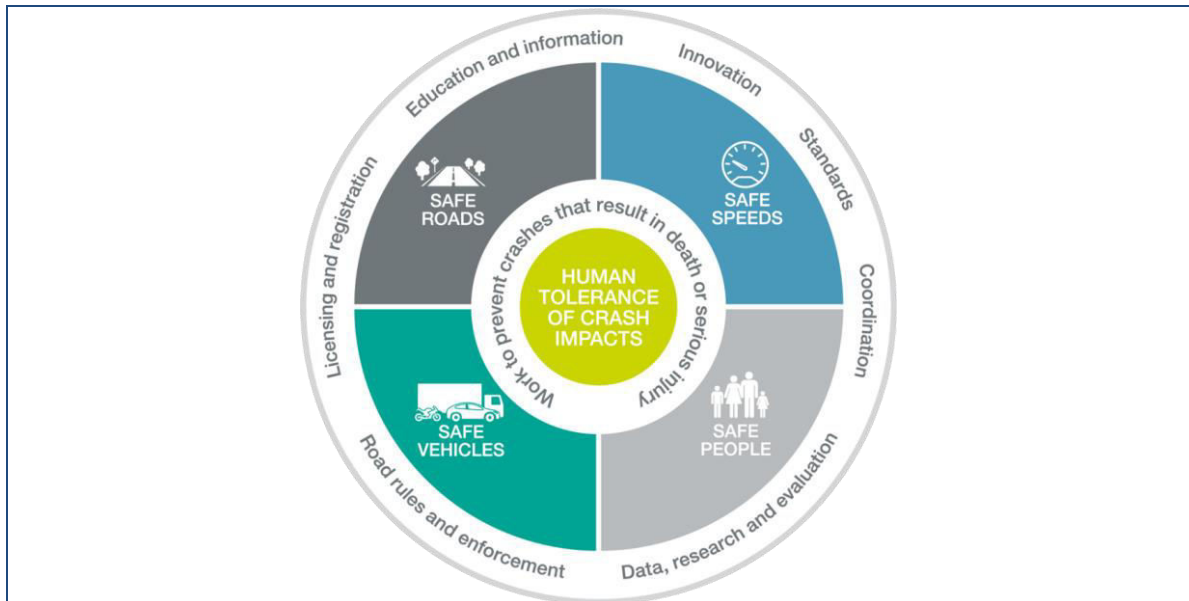 Education and information
Innovation
Standards
Coordination
Data, research and evaluation
Road rules and enforcement
Licensing and registration
SAFE
ROADS
SAFE
SPEEDS
SAFE
PEOPLE
SAFE
VEHICLES
Work to prevent crashes that result in death or serious injury
HUMAN
TOLERANCE
OF CRASH
IMPACTS